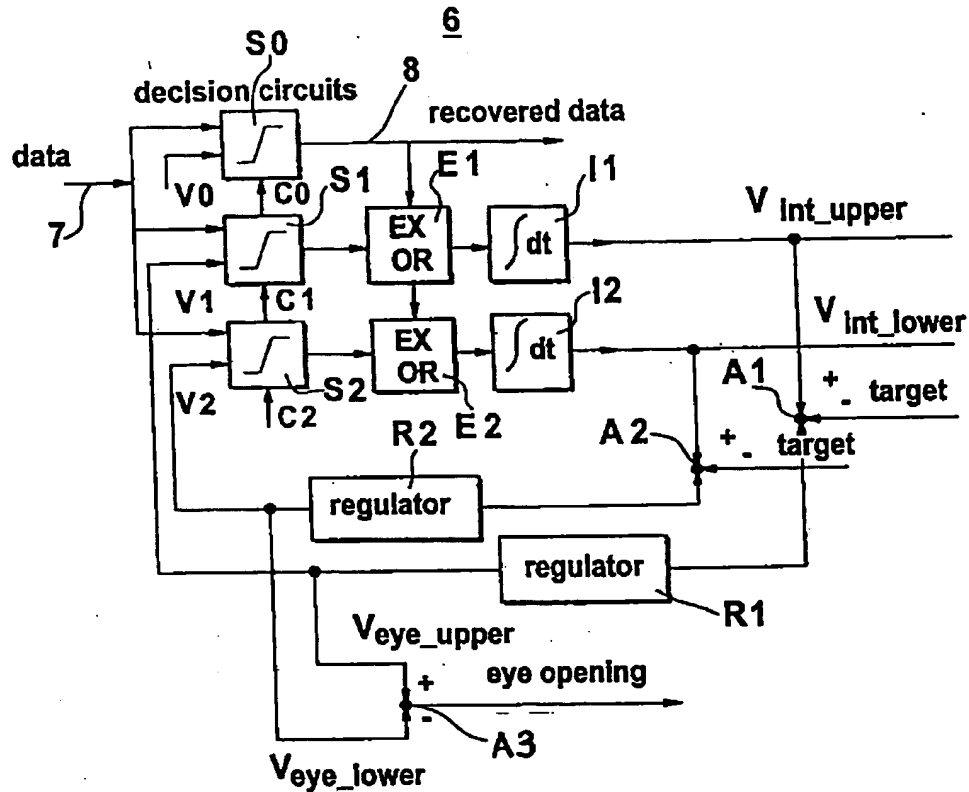 6
S0
decision circuits
8
recovered data
data
7
V0
C0
S1
E1
I1
EX
OR
∫dt
V int_upper
V1
C1
I2
EX
OR
∫dt
V int_lower
V2
S2
C2
E2
A1
+
-
target
R2
A2
+
-
target
regulator
regulator
R1
Veye_upper
+
-
eye opening
A3
Veye_lower